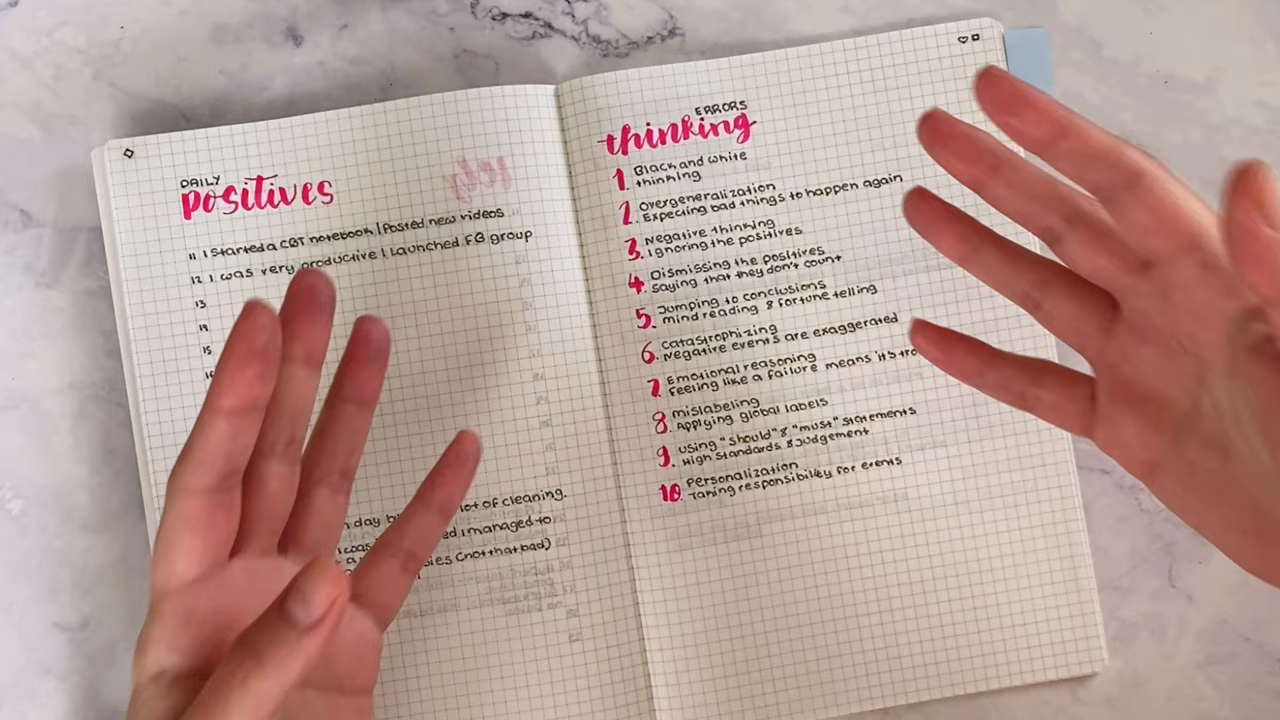 DAILY
positives
11 I started a CBT notebook | Posted new videos
12 I was very productive | Launched FB group
13
14
15
day
lot of cleaning.
I managed to
(not that bad)
ERRORS
thinking
1. Black and white
thinking
2. Overgeneralization
Expecting bad things to happen again
3. Negative thinking
Ignoring the positives
4. Dismissing the positives
Saying that they don't count
5. Jumping to conclusions
mind reading & fortune telling
6. Catastrophizing
Negative events are exaggerated
7. Emotional reasoning
Feeling like a failure means it's
8. mislabeling
Applying global labels
9. Using "should" & "must" statements
High standards & judgement
10. Personalization
Taking responsibility for events